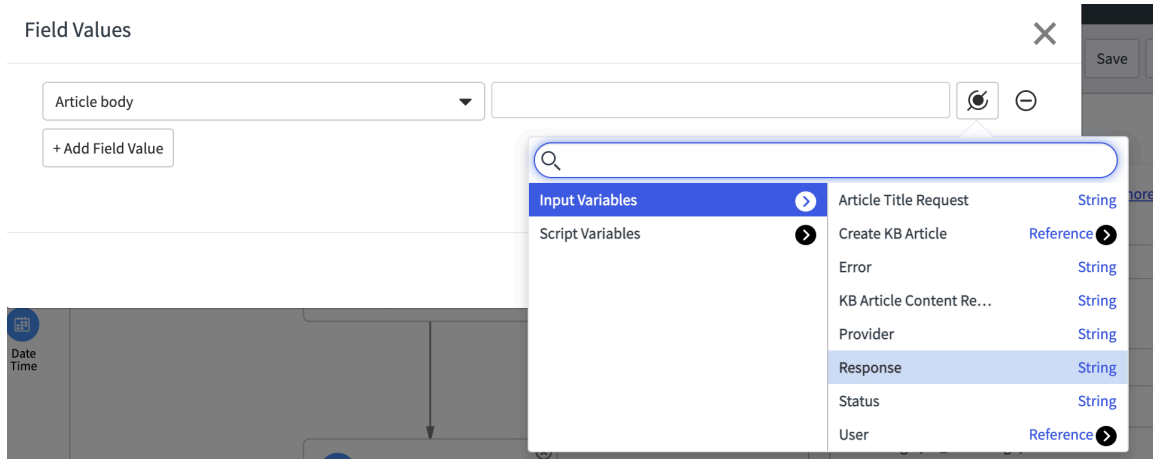 Field Values
Save
Article body
+ Add Field Value
Input Variables
Script Variables
Article Title Request String
Create KB Article Reference
Error String
KB Article Content Re... String
Provider String
Response String
Status String
User Reference
Date
Time